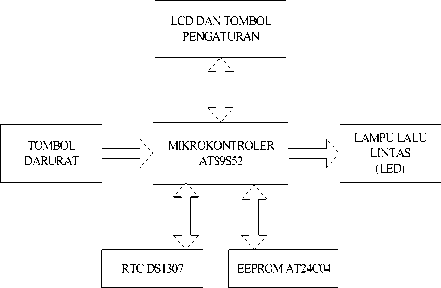 LCD DAN TOMBOL
PENGATURAN
TOMBOL
DARURAT
MIKROKONTROLER
AT89S52
LAMPU LALU
LINTAS
(LED)
RTC DS1307
EEPROM AT24C04